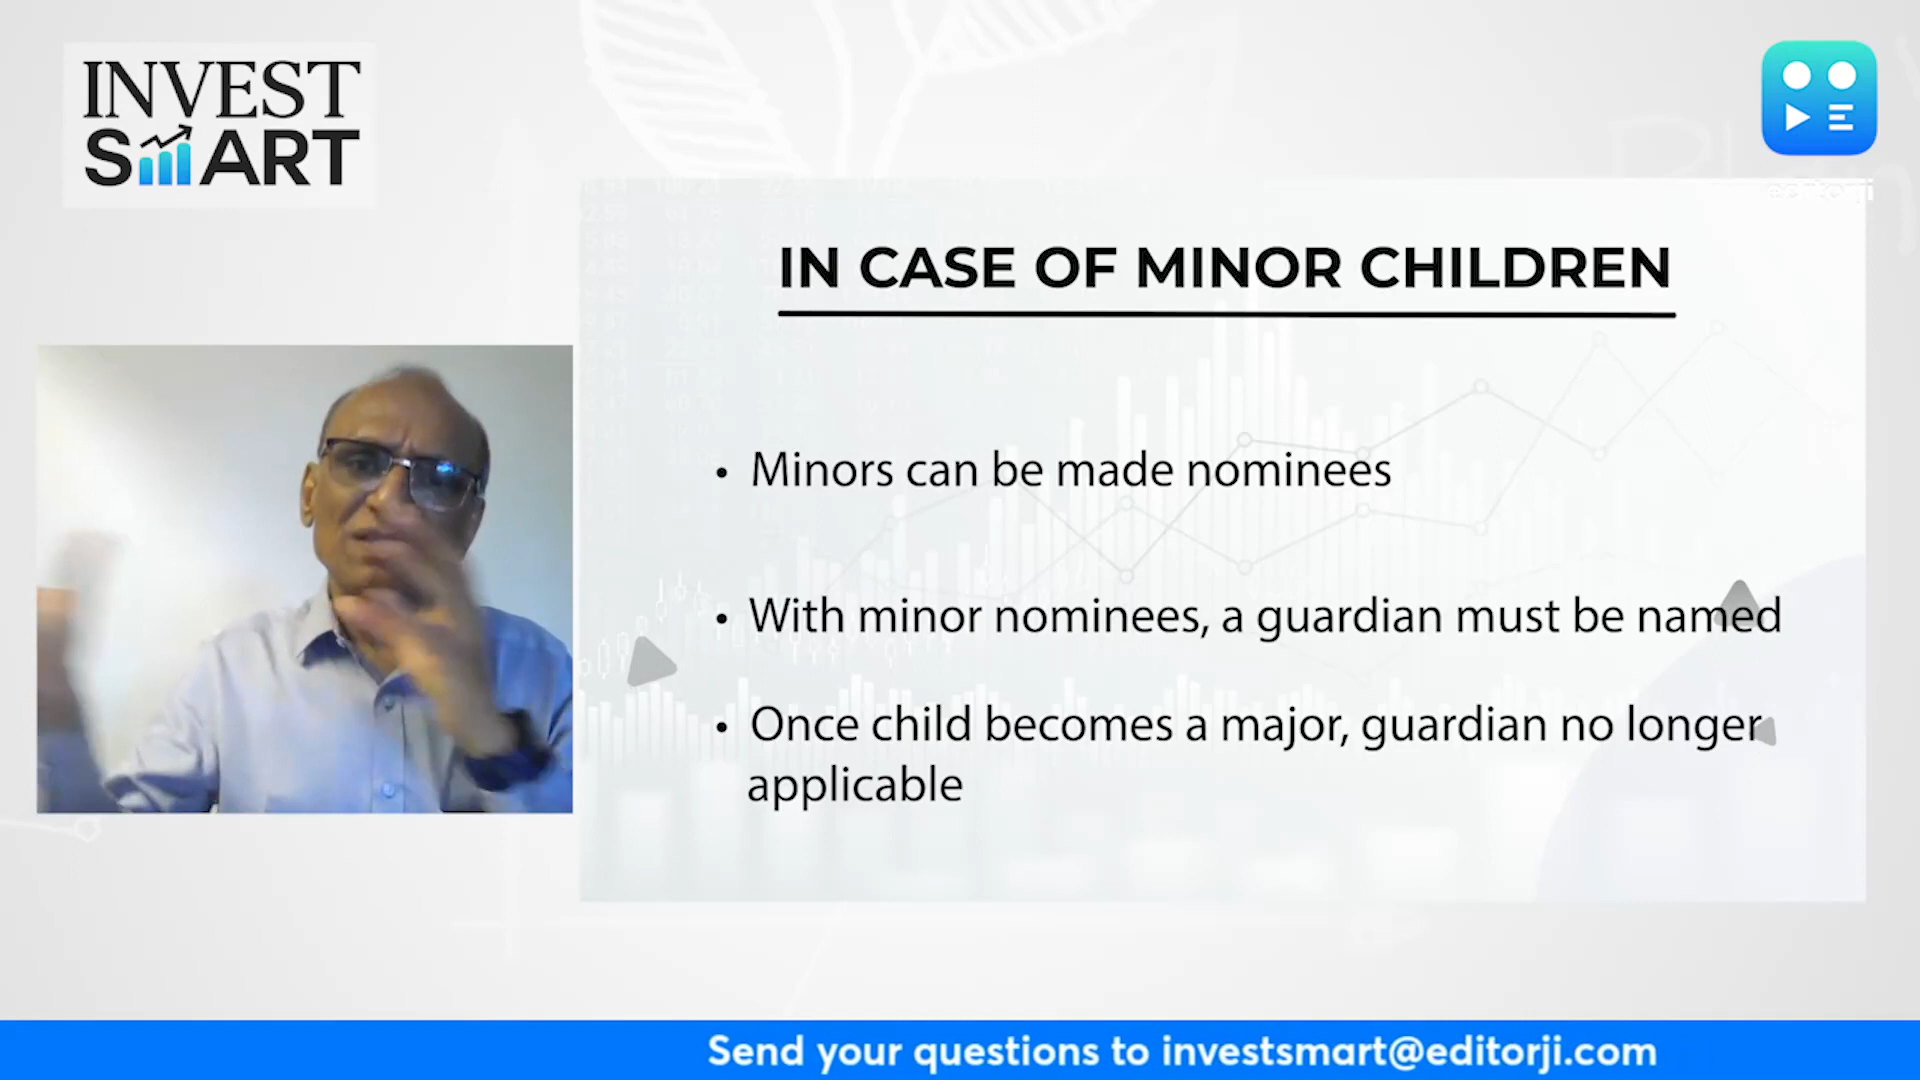 INVEST
SMART
editorji
IN CASE OF MINOR CHILDREN
• Minors can be made nominees
• With minor nominees, a guardian must be named
• Once child becomes a major, guardian no longer
applicable
Send your questions to investsmart@editorji.com